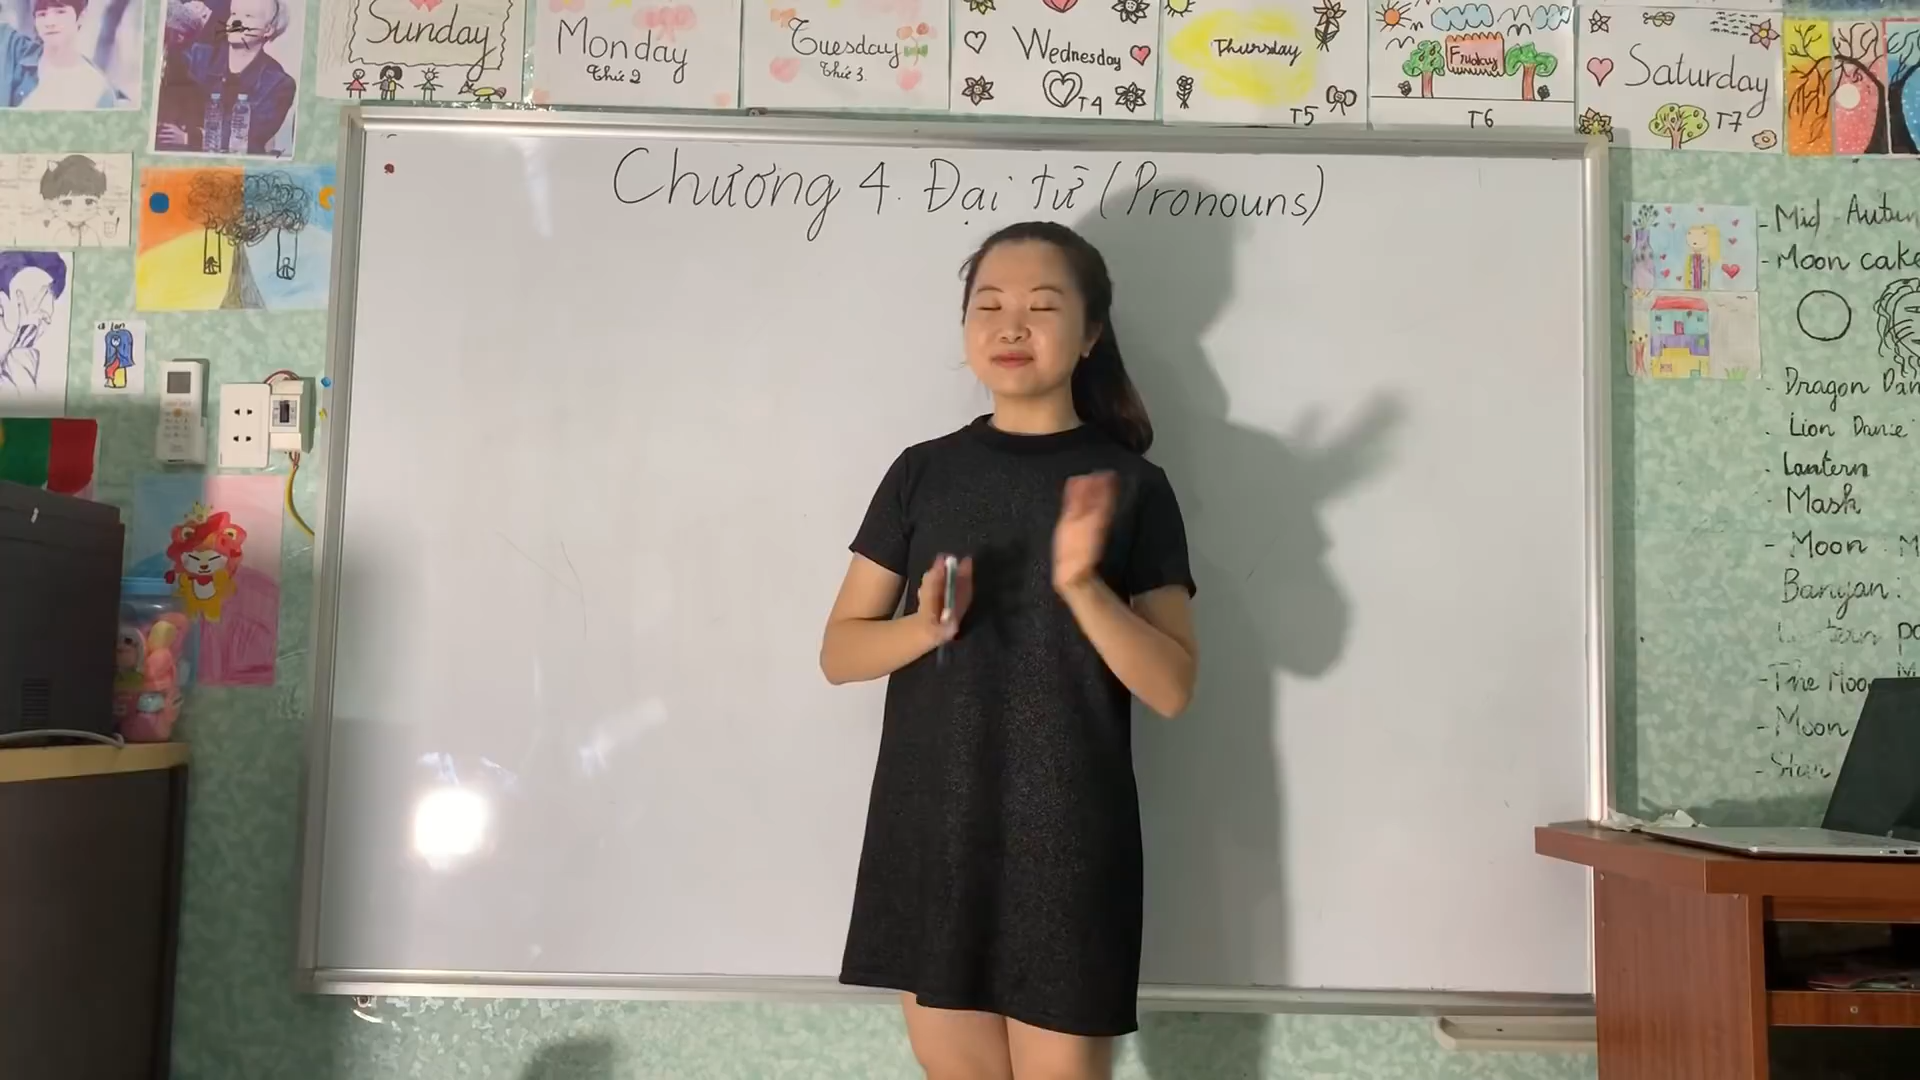 Sunday
Monday
Thứ 2
Tuesday
Thứ 3
Wednesday
T4
Thursday
T5
Friday
T6
Saturday
T7
Chương 4. Đại từ (Pronouns)
- Mid Autum
- Moon cake
. Dragon Dan
. Lion Dance
. Lantern
. Mask
- Moon : M
Banyan :
- The Moo
- Moon
- Star